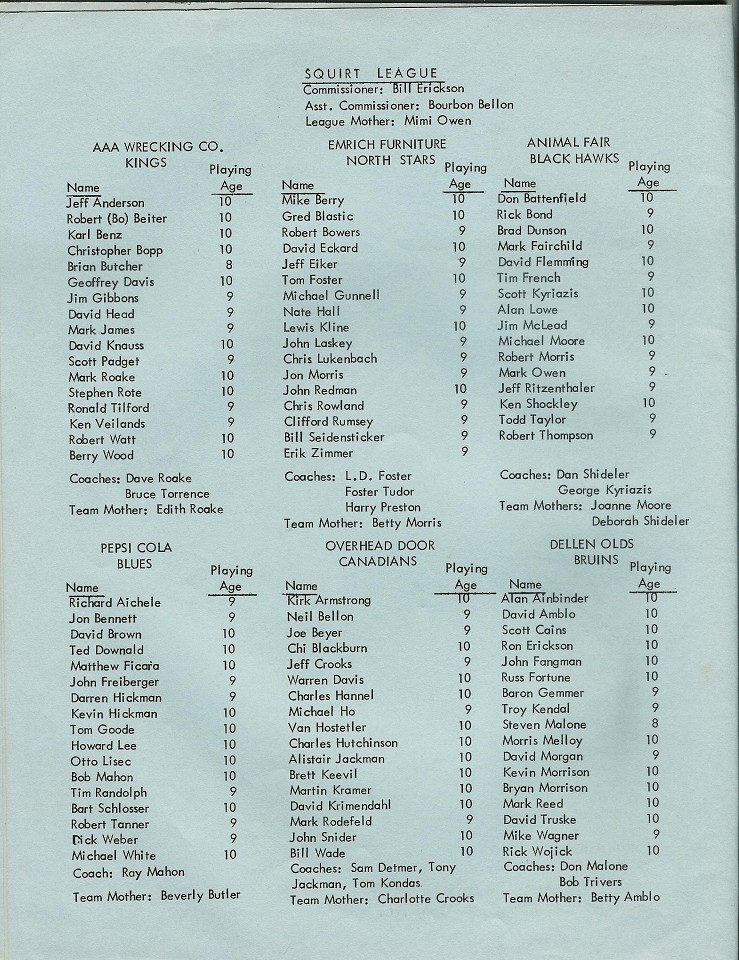 SQUIRT LEAGUE
Commissioner: Bill Erickson
Asst. Commissioner: Bourbon Bellon
League Mother: Mimi Owen
AAA WRECKING CO.
KINGS
Playing
Name Age
Jeff Anderson 10
Robert (Bo) Beiter 10
Karl Benz 10
Christopher Bopp 10
Brian Butcher 8
Geoffrey Davis 10
Jim Gibbons 9
David Head 9
Mark James 9
David Knauss 10
Scott Padget 9
Mark Roake 10
Stephen Rote 10
Ronald Tilford 9
Ken Veilands 9
Robert Watt 10
Berry Wood 10
Coaches: Dave Roake
Bruce Torrence
Team Mother: Edith Roake
EMRICH FURNITURE
NORTH STARS
Playing
Name Age
Mike Berry 10
Gred Blastic 10
Robert Bowers 9
David Eckard 10
Jeff Eiker 9
Tom Foster 10
Michael Gunnell 9
Nate Hall 9
Lewis Kline 10
John Laskey 9
Chris Lukenbach 9
Jon Morris 9
John Redman 10
Chris Rowland 9
Clifford Rumsey 9
Bill Seidensticker 9
Erik Zimmer 9
Coaches: L.D. Foster
Foster Tudor
Harry Preston
Team Mother: Betty Morris
ANIMAL FAIR
BLACK HAWKS
Playing
Name Age
Don Battenfield 10
Rick Bond 9
Brad Dunson 10
Mark Fairchild 9
David Flemming 10
Tim French 9
Scott Kyriazis 10
Alan Lowe 10
Jim McLead 9
Michael Moore 10
Robert Morris 9
Mark Owen 9
Jeff Ritzenthaler 9
Ken Shockley 10
Todd Taylor 9
Robert Thompson 9
Coaches: Dan Shideler
George Kyriazis
Team Mothers: Joanne Moore
Deborah Shideler
PEPSI COLA
BLUES
Playing
Name Age
Richard Aichele 9
Jon Bennett 9
David Brown 10
Ted Downald 10
Matthew Ficara 10
John Freiberger 9
Darren Hickman 9
Kevin Hickman 10
Tom Goode 10
Howard Lee 10
Otto Lisec 10
Bob Mahon 10
Tim Randolph 9
Bart Schlosser 10
Robert Tanner 9
Dick Weber 9
Michael White 10
Coach: Ray Mahon
Team Mother: Beverly Butler
OVERHEAD DOOR
CANADIANS
Playing
Name Age
Kirk Armstrong 10
Neil Bellon 9
Joe Beyer 9
Chi Blackburn 10
Jeff Crooks 9
Warren Davis 10
Charles Hannel 10
Michael Ho 9
Van Hostetler 10
Charles Hutchinson 10
Alistair Jackman 10
Brett Keevil 10
Martin Kramer 10
David Krimendahl 10
Mark Rodefeld 9
John Snider 10
Bill Wade 10
Coaches: Sam Detmer, Tony
Jackman, Tom Kondas
Team Mother: Charlotte Crooks
DELLEN OLDS
BRUINS
Playing
Name Age
Alan Ainbinder 10
David Amblo 10
Scott Cains 10
Ron Erickson 10
John Fangman 10
Russ Fortune 10
Baron Gemmer 9
Troy Kendal 9
Steven Malone 8
Morris Melloy 10
David Morgan 9
Kevin Morrison 10
Bryan Morrison 10
Mark Reed 10
David Truske 10
Mike Wagner 9
Rick Wojick 10
Coaches: Don Malone
Bob Trivers
Team Mother: Betty Amblo